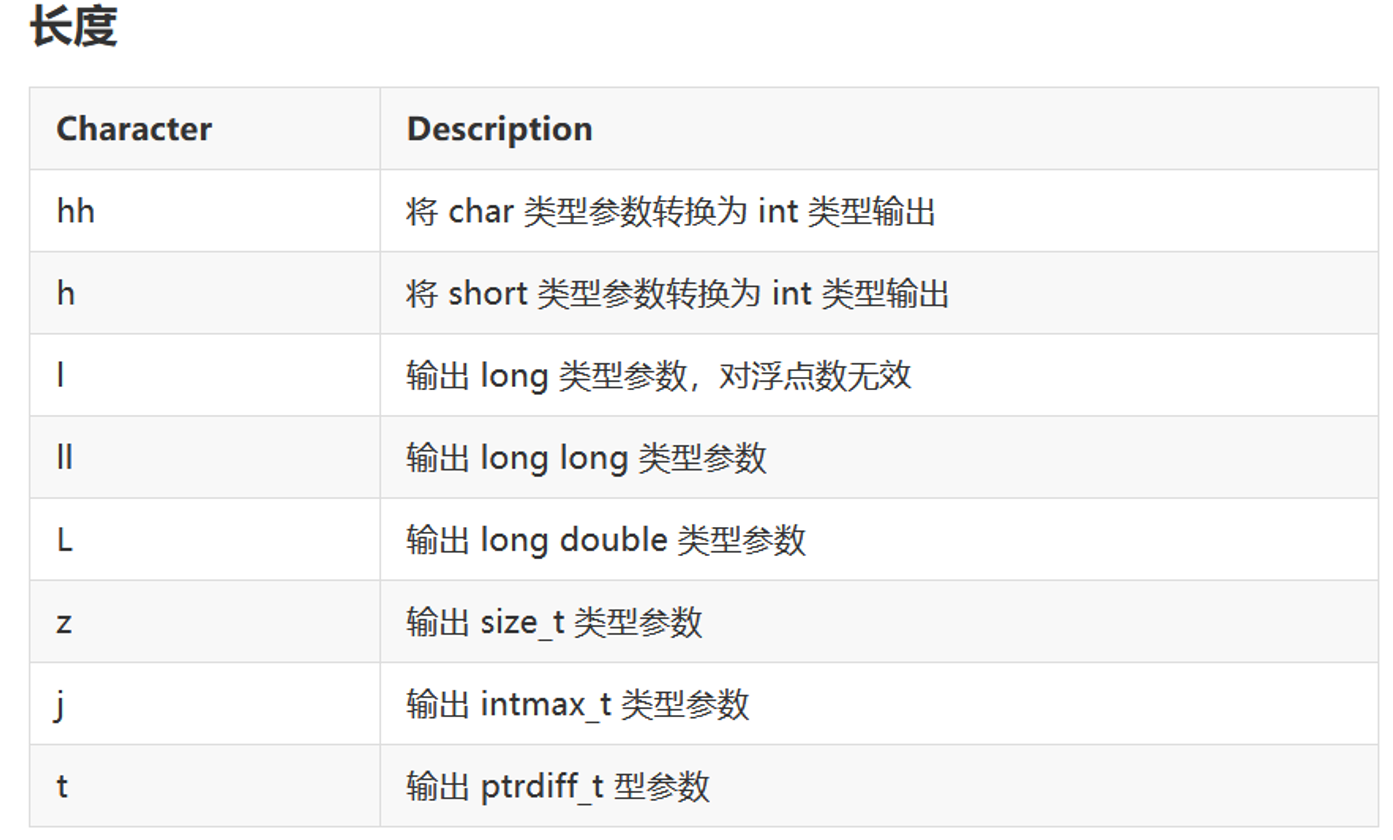 长度
Character Description
hh 将 char 类型参数转换为 int 类型输出
h 将 short 类型参数转换为 int 类型输出
l 输出 long 类型参数，对浮点数无效
ll 输出 long long 类型参数
L 输出 long double 类型参数
z 输出 size_t 类型参数
j 输出 intmax_t 类型参数
t 输出 ptrdiff_t 型参数